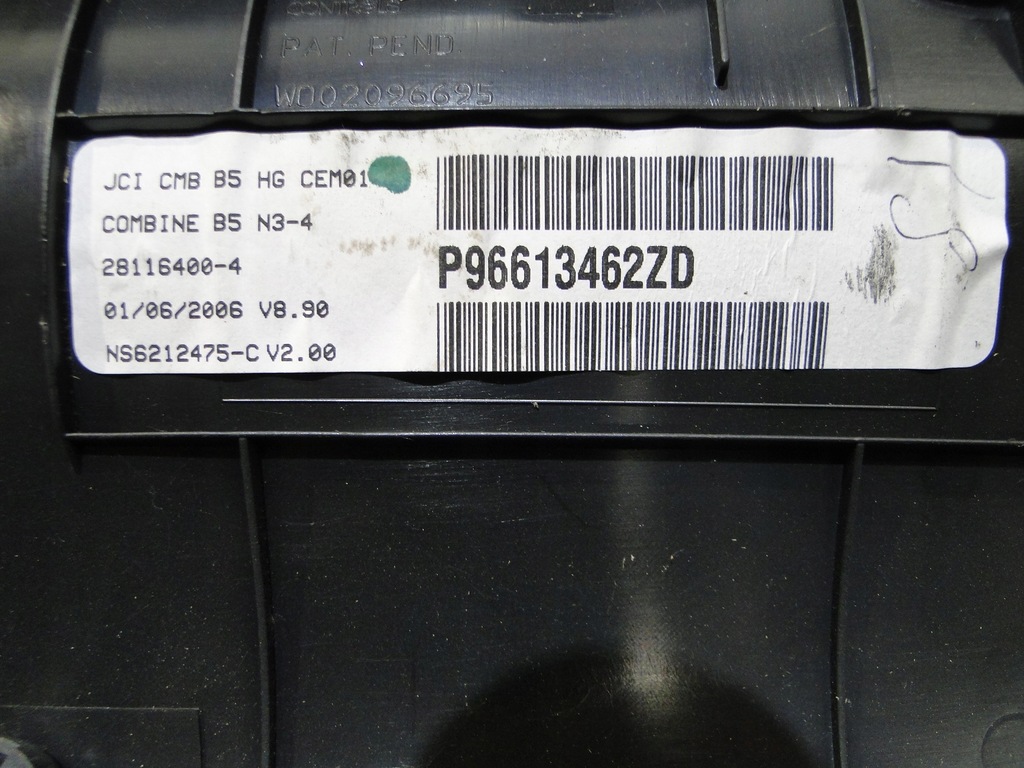 CONTROLS
PAT. PEND.
W002096695
JCI CMB B5 HG CEM01
COMBINE B5 N3-4
28116400-4
01/06/2006 V8.90
NS6212475-C V2.00
P96613462ZD